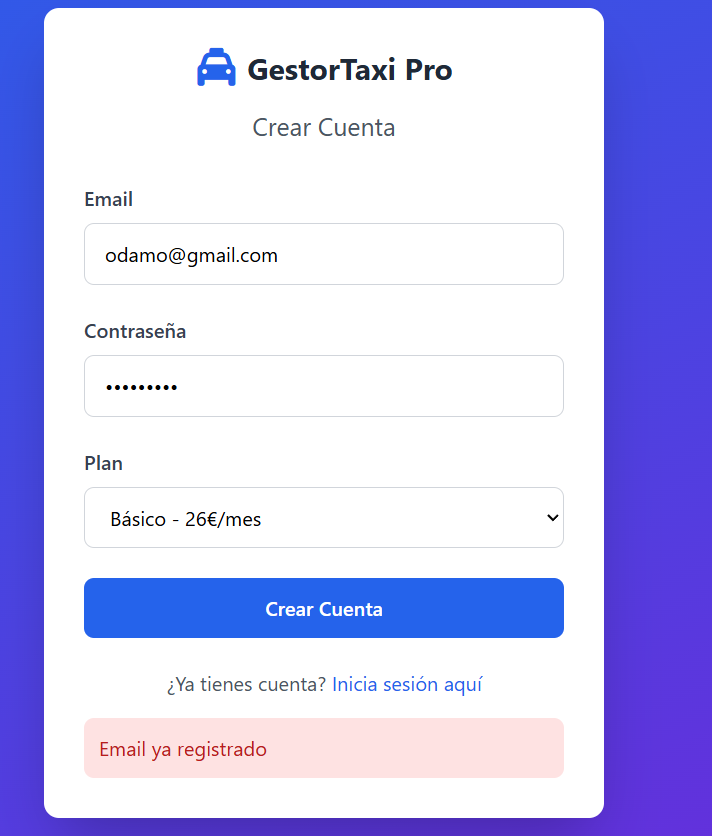 GestorTaxi Pro
Crear Cuenta
Email
odamo@gmail.com
Contraseña
•••••••••
Plan
Básico - 26€/mes
Crear Cuenta
¿Ya tienes cuenta? Inicia sesión aquí
Email ya registrado